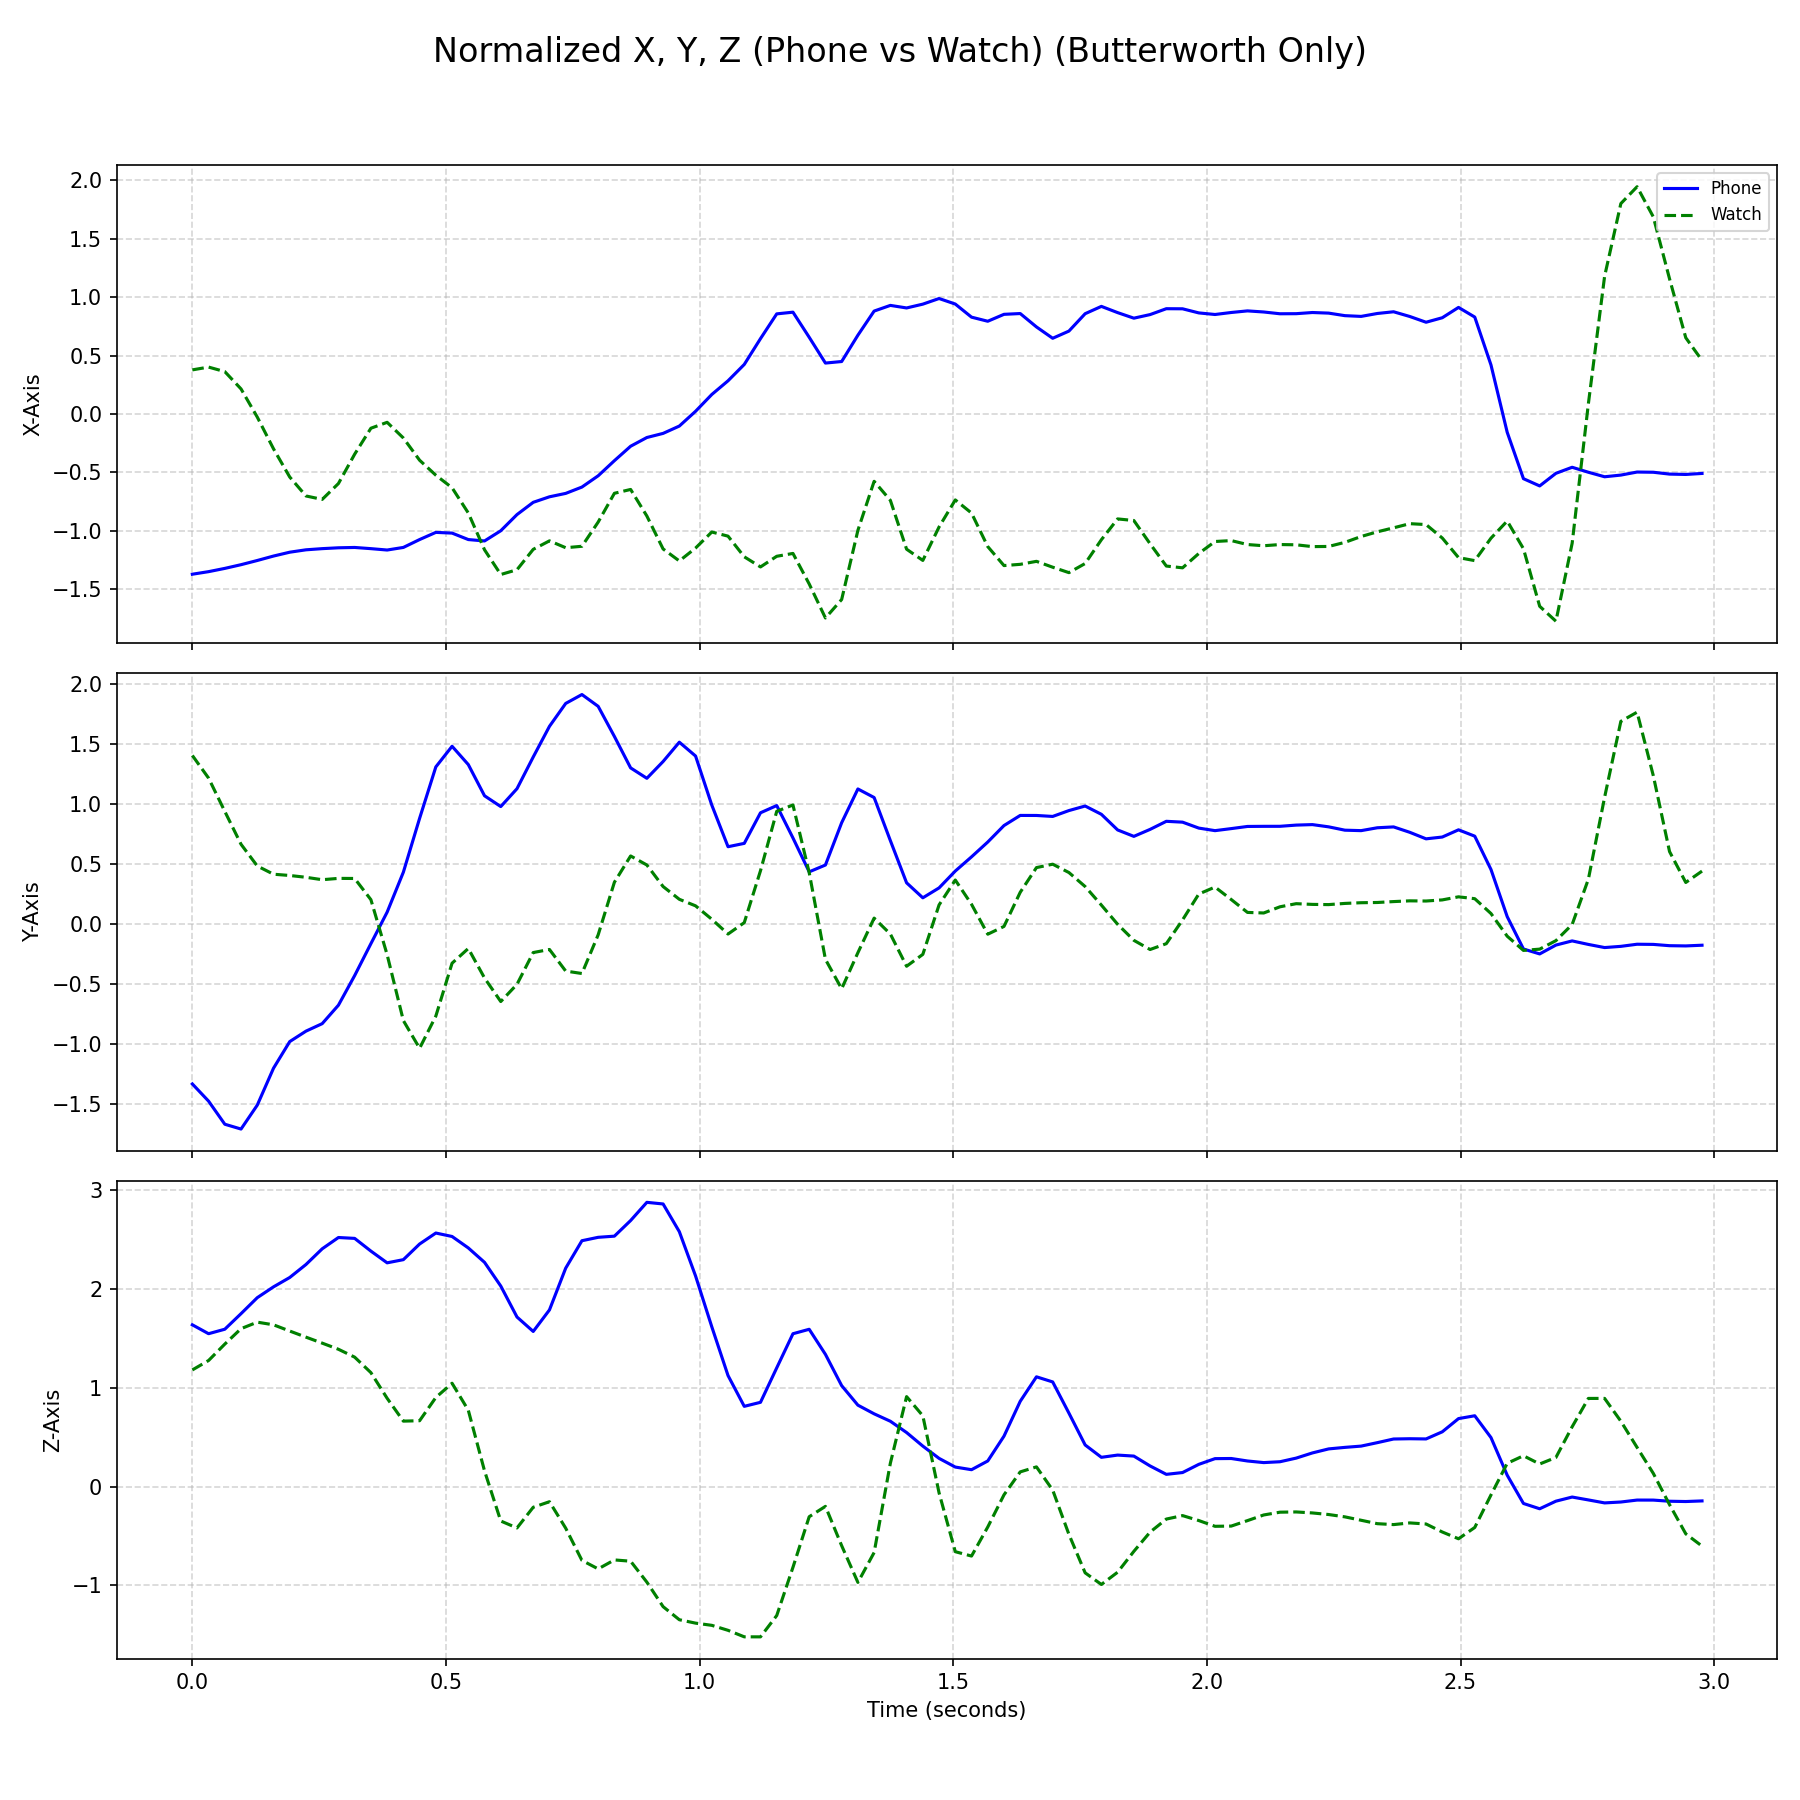 Normalized X, Y, Z (Phone vs Watch) (Butterworth Only)
Phone
Watch
2.0
1.5
1.0
0.5
0.0
−0.5
−1.0
−1.5
X-Axis
2.0
1.5
1.0
0.5
0.0
−0.5
−1.0
−1.5
Y-Axis
3
2
1
0
−1
Z-Axis
0.0 0.5 1.0 1.5 2.0 2.5 3.0
Time (seconds)